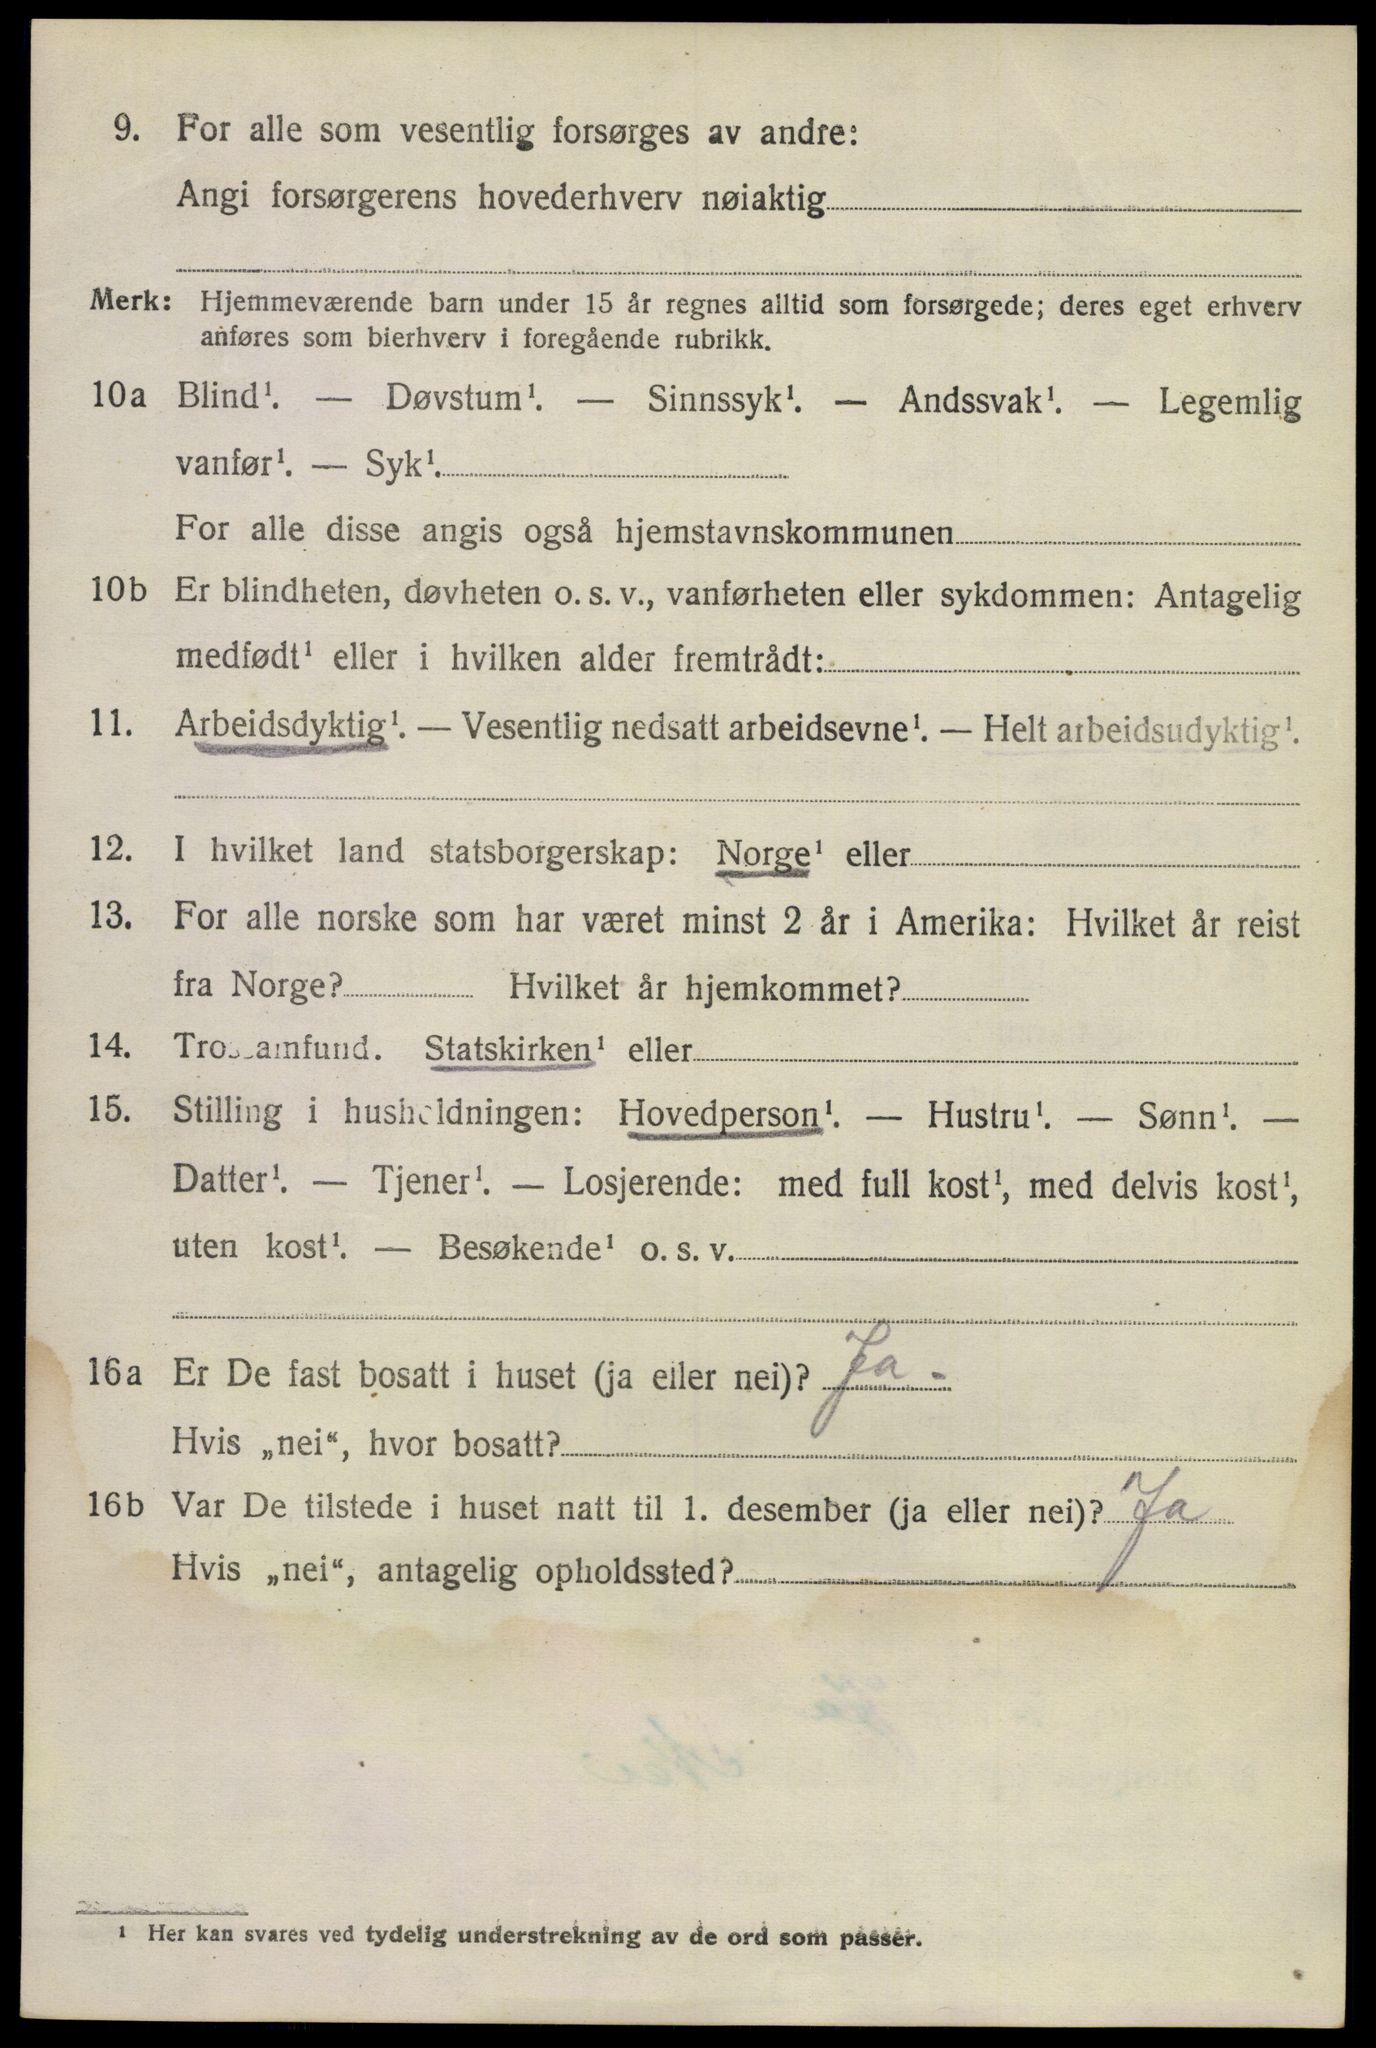 9. For alle som vesentlig forsørges av andre:
Angi forsørgerens hovederhverv nøiaktig
Merk: Hjemmeværende barn under 15 år regnes alltid som forsørgede; deres eget erhverv
anføres som bierhverv i foregående rubrikk.
10a Blind¹. — Døvstum¹. — Sinnssyk¹. — Andssvak¹. — Legemlig
vanfør¹. — Syk¹.
For alle disse angis også hjemstavnskommunen
10b Er blindheten, døvheten o. s. v., vanførheten eller sykdommen: Antagelig
medfødt¹ eller i hvilken alder fremtrådt:
11. Arbeidsdyktig¹. — Vesentlig nedsatt arbeidsevne¹. — Helt arbeidsudyktig¹.
12. I hvilket land statsborgerskap: Norge¹ eller
13. For alle norske som har været minst 2 år i Amerika: Hvilket år reist
fra Norge? Hvilket år hjemkommet?
14. Trossamfund. Statskirken¹ eller
15. Stilling i husholdningen: Hovedperson¹. — Hustru¹. — Sønn¹. —
Datter¹. — Tjener¹. — Losjerende: med full kost¹, med delvis kost¹,
uten kost¹. — Besøkende¹ o. s. v.
16a Er De fast bosatt i huset (ja eller nei)? Ja -
Hvis „nei“, hvor bosatt?
16b Var De tilstede i huset natt til 1. desember (ja eller nei)? Ja
Hvis „nei“, antagelig opholdssted?
¹ Her kan svares ved tydelig understrekning av de ord som passer.